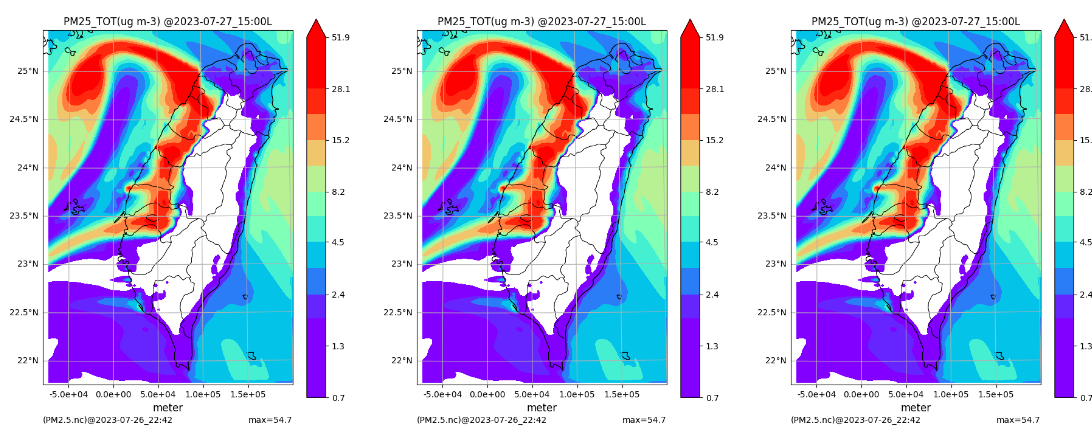 PM25_TOT(ug m-3) @2023-07-27_15:00L
25°N
24.5°N
24°N
23.5°N
23°N
22.5°N
22°N
-5.0e+04 0.0e+00 5.0e+04 1.0e+05 1.5e+05
meter
(PM2.5.nc)@2023-07-26_22:42 max=54.7
51.9
28.1
15.2
8.2
4.5
2.4
1.3
0.7
PM25_TOT(ug m-3) @2023-07-27_15:00L
25°N
24.5°N
24°N
23.5°N
23°N
22.5°N
22°N
-5.0e+04 0.0e+00 5.0e+04 1.0e+05 1.5e+05
meter
(PM2.5.nc)@2023-07-26_22:42 max=54.7
51.9
28.1
15.2
8.2
4.5
2.4
1.3
0.7
PM25_TOT(ug m-3) @2023-07-27_15:00L
25°N
24.5°N
24°N
23.5°N
23°N
22.5°N
22°N
-5.0e+04 0.0e+00 5.0e+04 1.0e+05 1.5e+05
meter
(PM2.5.nc)@2023-07-26_22:42 max=54.7
51.
28.
15.
8.2
4.5
2.4
1.3
0.7